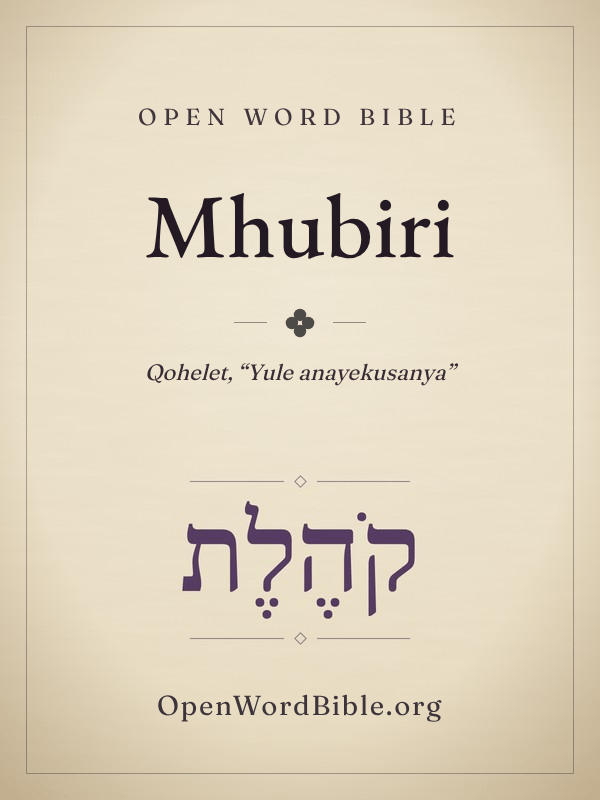 OPEN WORD BIBLE
Mhubiri
Qohelet, “Yule anayekusanya”
קֹהֶלֶת
OpenWordBible.org